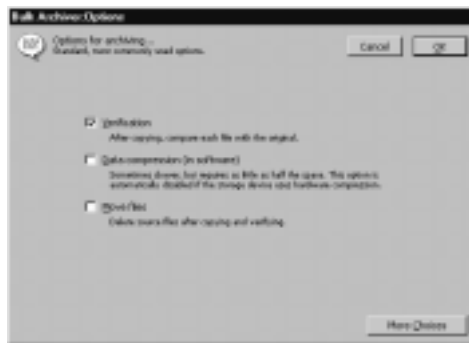 Bulk Archiver:Options
Options for archiving...
Standard, more commonly used options.
Cancel
OK
Verification
After copying, compare each file with the original.
Data compression (in software)
Sometimes slower, but requires as little as half the space. This option is
automatically disabled if the storage device uses hardware compression.
Move files
Delete source files after copying and verifying.
More Choices